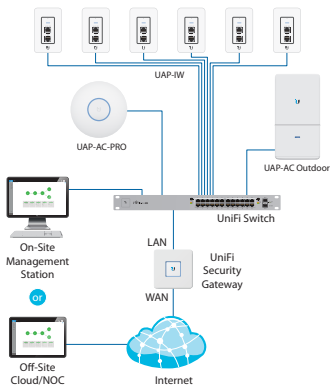 UAP-IW
UAP-AC-PRO
UAP-AC Outdoor
UniFi Switch
On-Site
Management
Station
LAN
UniFi
Security
Gateway
WAN
or
Off-Site
Cloud/NOC
Internet